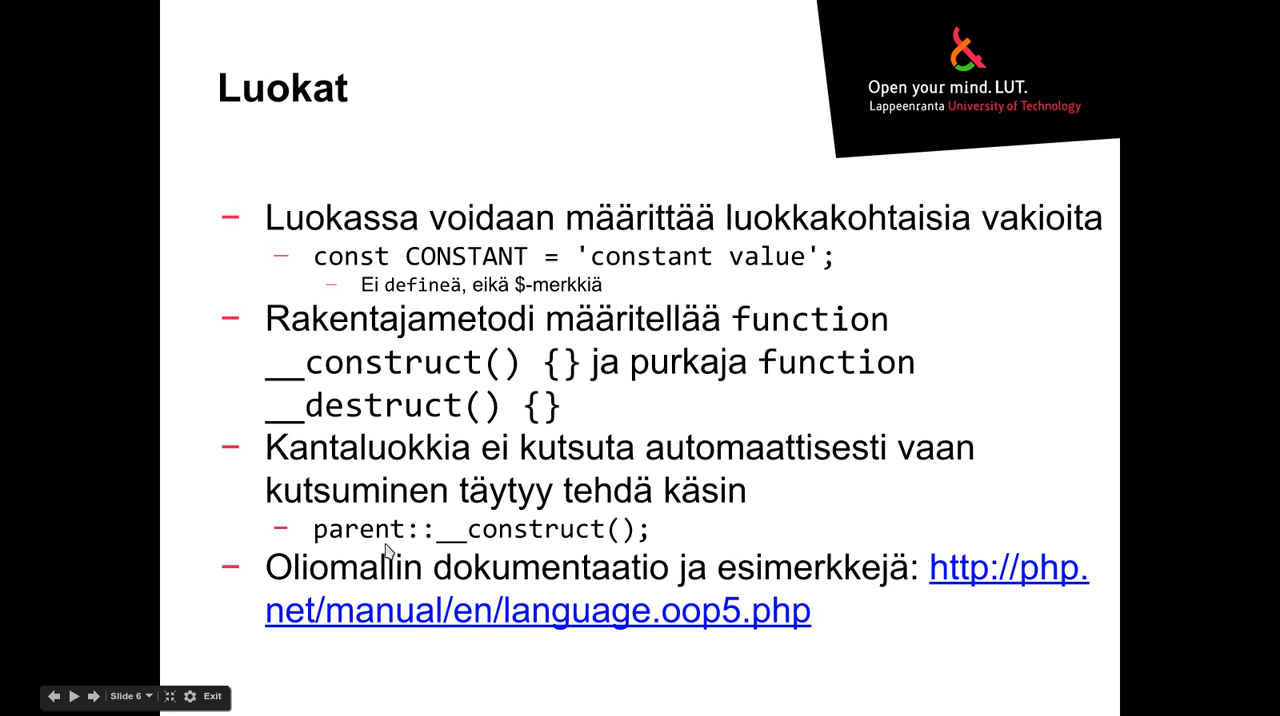 Luokat
Open your mind. LUT.
Lappeenranta University of Technology
– Luokassa voidaan määrittää luokkakohtaisia vakioita
– const CONSTANT = 'constant value';
– Ei defineä, eikä $-merkkiä
– Rakentajametodi määritellää function
__construct() {} ja purkaja function
__destruct() {}
– Kantaluokkia ei kutsuta automaattisesti vaan
kutsuminen täytyy tehdä käsin
– parent::__construct();
– Oliomallin dokumentaatio ja esimerkkejä: http://php.
net/manual/en/language.oop5.php
Slide 6 Exit